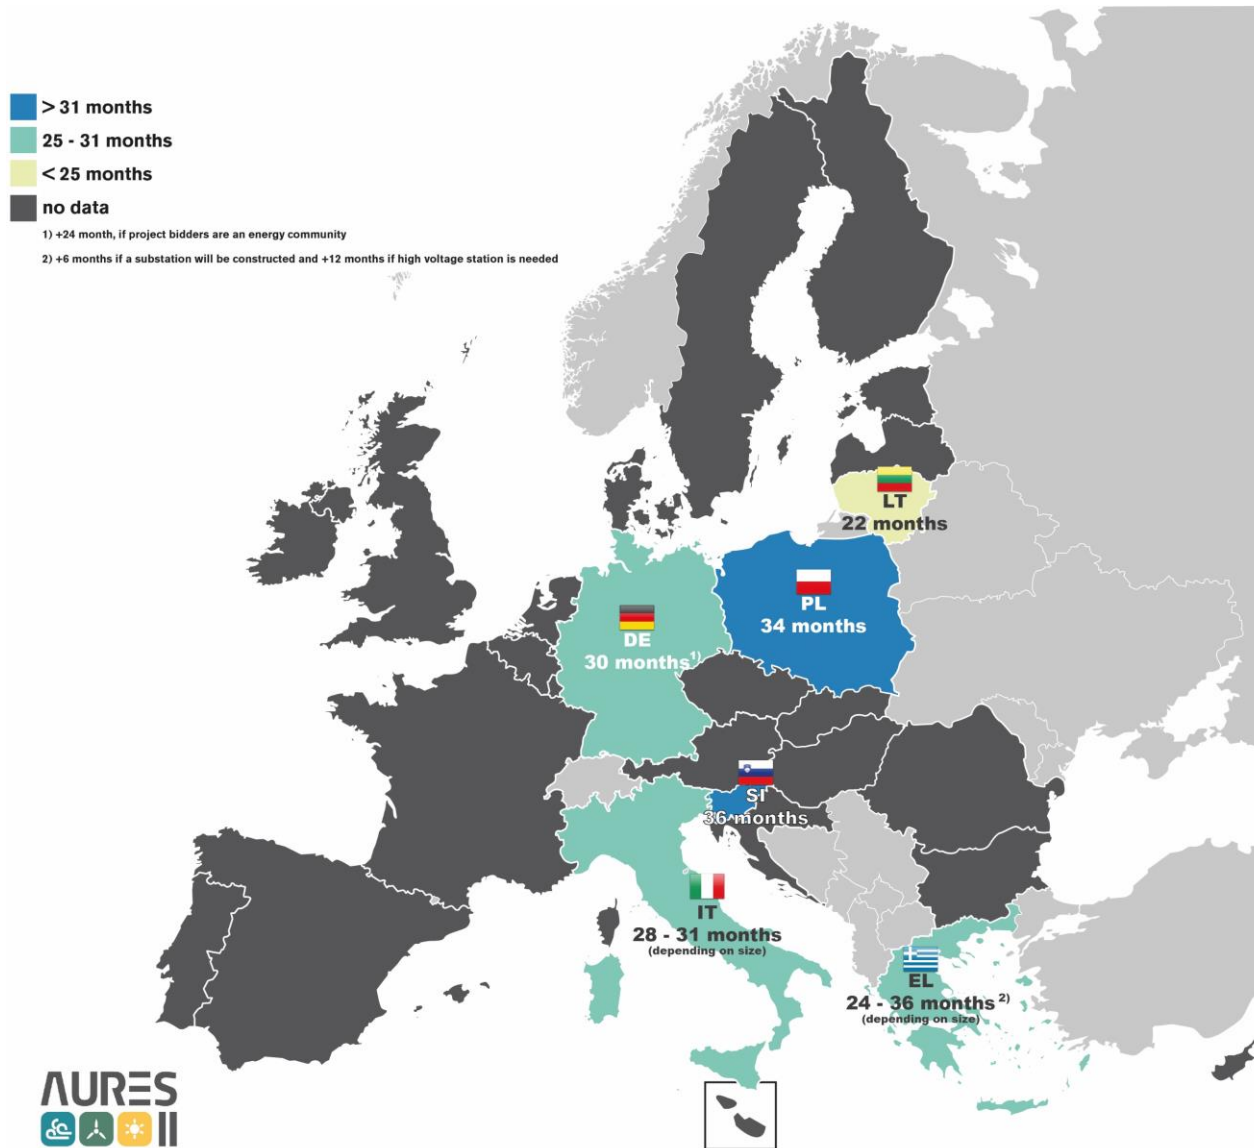 > 31 months
25 - 31 months
< 25 months
no data
1) +24 month, if project bidders are an energy community
2) +6 months if a substation will be constructed and +12 months if high voltage station is needed
LT
22 months
PL
34 months
DE
30 months 1)
SI
36 months
IT
28 - 31 months
(depending on size)
EL
24 - 36 months 2)
(depending on size)
AURES
II